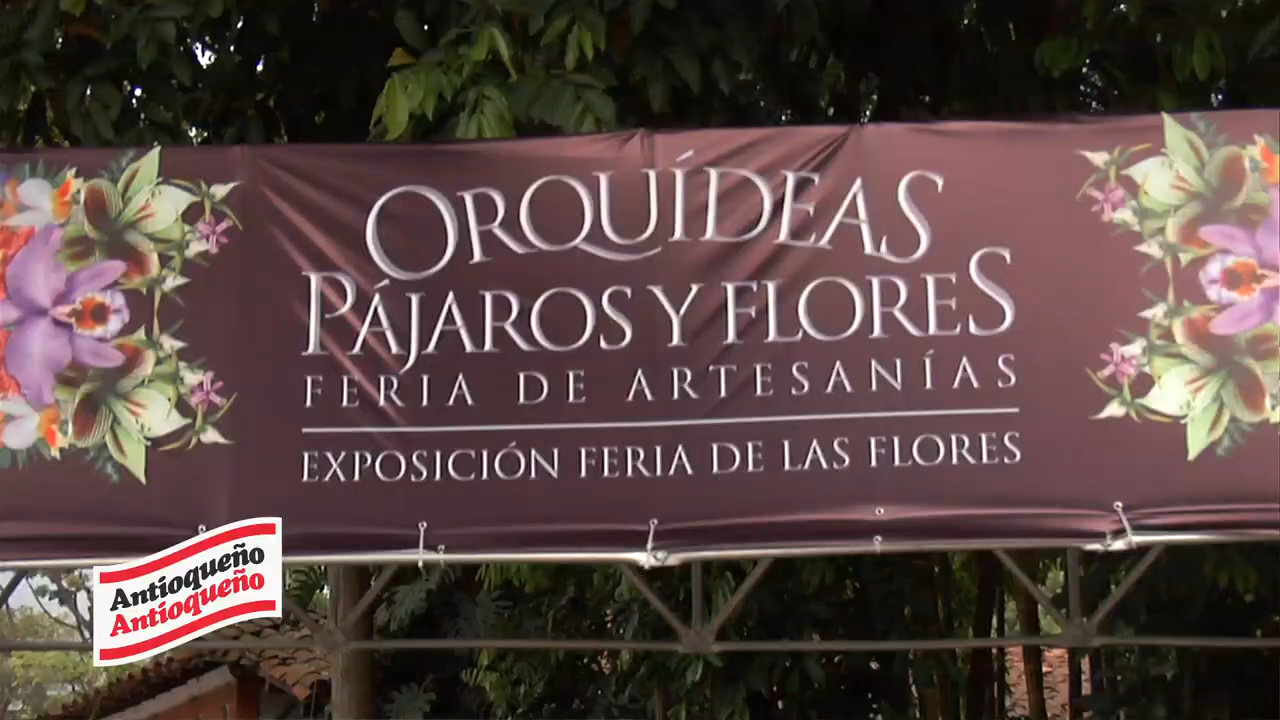 ORQUÍDEAS
PÁJAROS Y FLORES
FERIA DE ARTESANÍAS
EXPOSICIÓN FERIA DE LAS FLORES
Antioqueño
Antioqueño